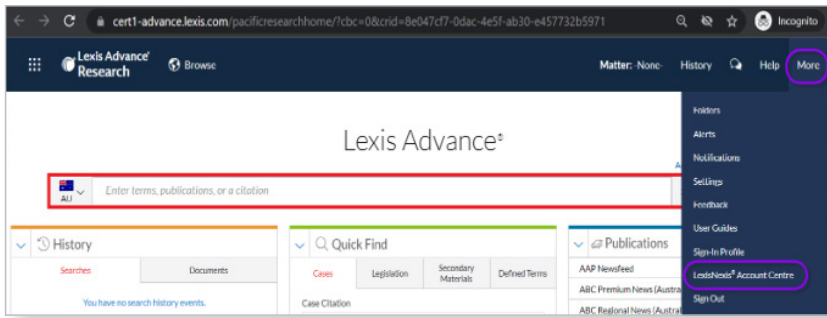 cert1-advance.lexis.com/pacificresearchhome/?cbc=0&crid=8e047cf7-0dac-4e5f-ab30-e457732b5971
Incognito
Lexis Advance®
Research
Browse
Matter: -None-
History
Help
More
Folders
Alerts
Notifications
Settings
Feedback
User Guides
Sign-In Profile
LexisNexis® Account Centre
Sign Out
Lexis Advance®
A
AU
Enter terms, publications, or a citation
History
Searches
Documents
You have no search history events.
Quick Find
Cases
Legislation
Secondary
Materials
Defined Terms
Case Citation
Publications
AAP Newsfeed
ABC Premium News (Austra
ABC Regional News (Austral